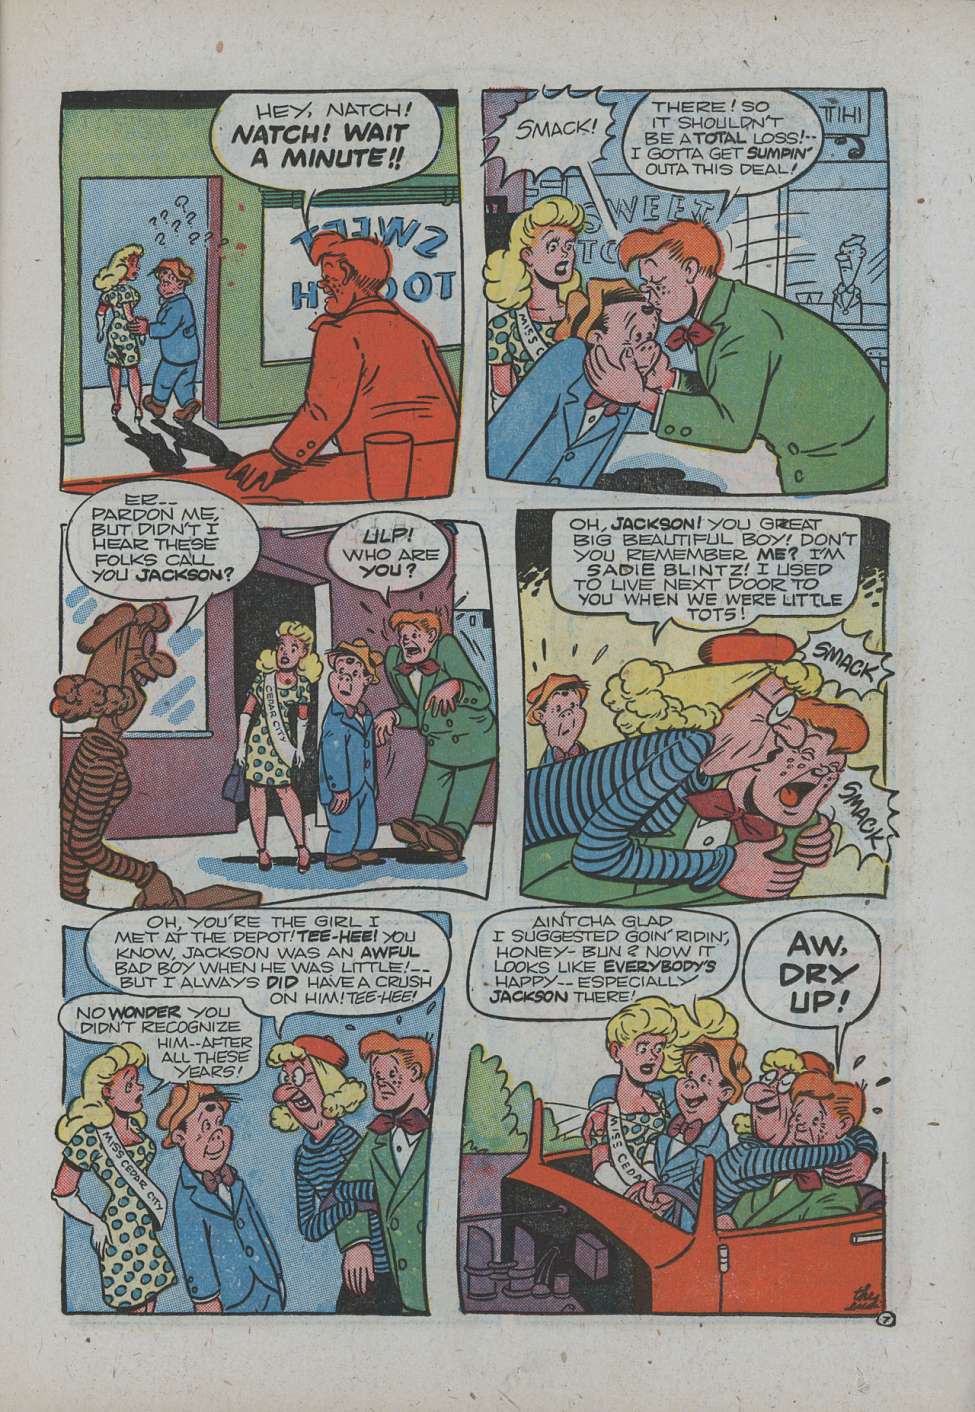 HEY, NATCH!
NATCH! WAIT
A MINUTE!!
? ? ? ? ? ? ?
SWEET
TOOTH
SMACK!
THERE! SO
IT SHOULDN'T
BE A TOTAL LOSS!--
I GOTTA GET SUMPIN'
OUTA THIS DEAL!
SWEET
TO
MISS C
ER--
PARDON ME,
BUT DIDN'T I
HEAR THESE
FOLKS CALL
YOU JACKSON?
ULP!
WHO ARE
YOU?
CEDAR CITY
OH, JACKSON! YOU GREAT
BIG BEAUTIFUL BOY! DON'T
YOU REMEMBER ME? I'M
SADIE BLINTZ! I USED
TO LIVE NEXT DOOR TO
YOU WHEN WE WERE LITTLE
TOTS!
SMACK
SMACK
OH, YOU'RE THE GIRL I
MET AT THE DEPOT! TEE-HEE! YOU
KNOW, JACKSON WAS AN AWFUL
BAD BOY WHEN HE WAS LITTLE!--
BUT I ALWAYS DID HAVE A CRUSH
ON HIM! TEE-HEE!
NO WONDER YOU
DIDN'T RECOGNIZE
HIM--AFTER
ALL THESE
YEARS!
MISS CEDAR CITY
AIN'TCHA GLAD
I SUGGESTED GOIN' RIDIN',
HONEY-BUN? NOW IT
LOOKS LIKE EVERYBODY'S
HAPPY--ESPECIALLY
JACKSON THERE!
AW,
DRY
UP!
MISS CEDA
the
end
7